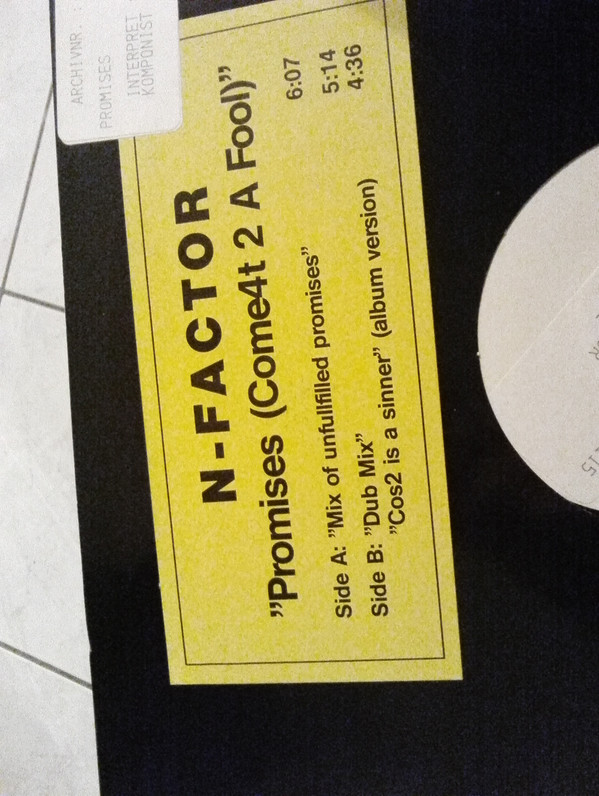 ARCHIVNR. :
PROMISES
INTERPRET :
KOMPONIST
N-FACTOR
”Promises (Come4t 2 A Fool)”
Side A: ”Mix of unfullfilled promises” 6:07
Side B: ”Dub Mix” 5:14
”Cos2 is a sinner” (album version) 4:36